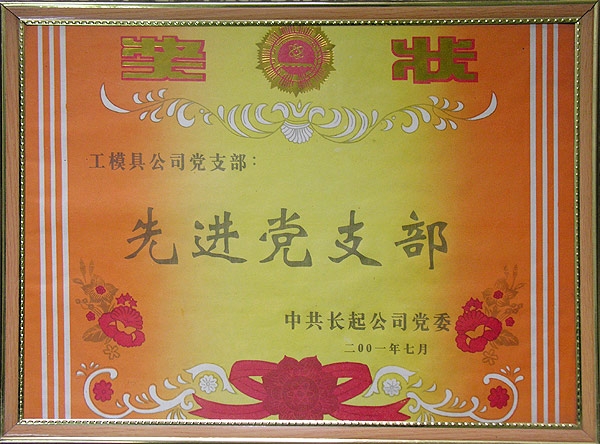 奖状
工模具公司党支部：
先进党支部
中共长起公司党委
二00一年七月